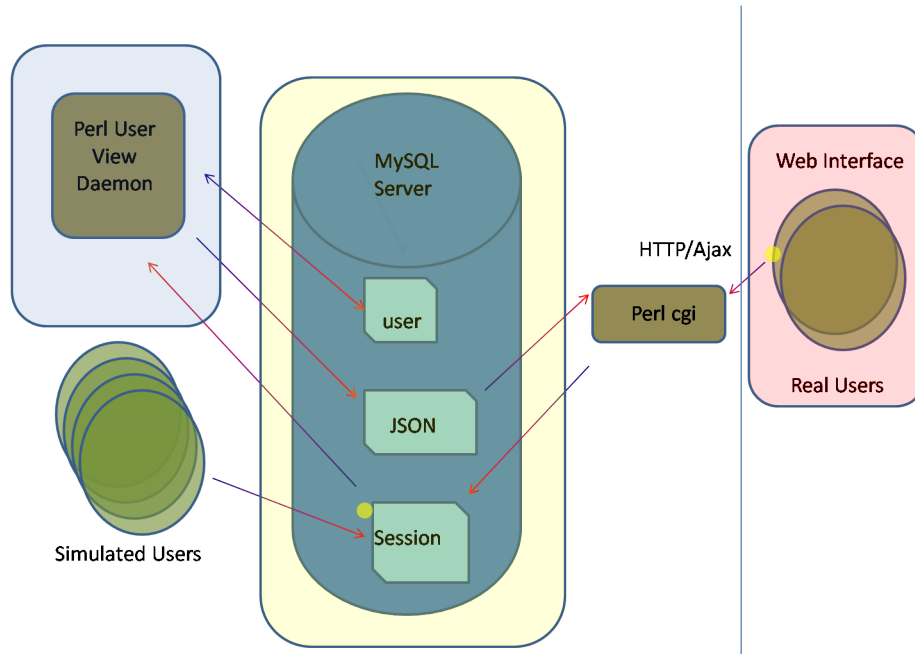 Perl User
View
Daemon
MySQL
Server
Web Interface
HTTP/Ajax
user
Perl cgi
Real Users
JSON
Session
Simulated Users